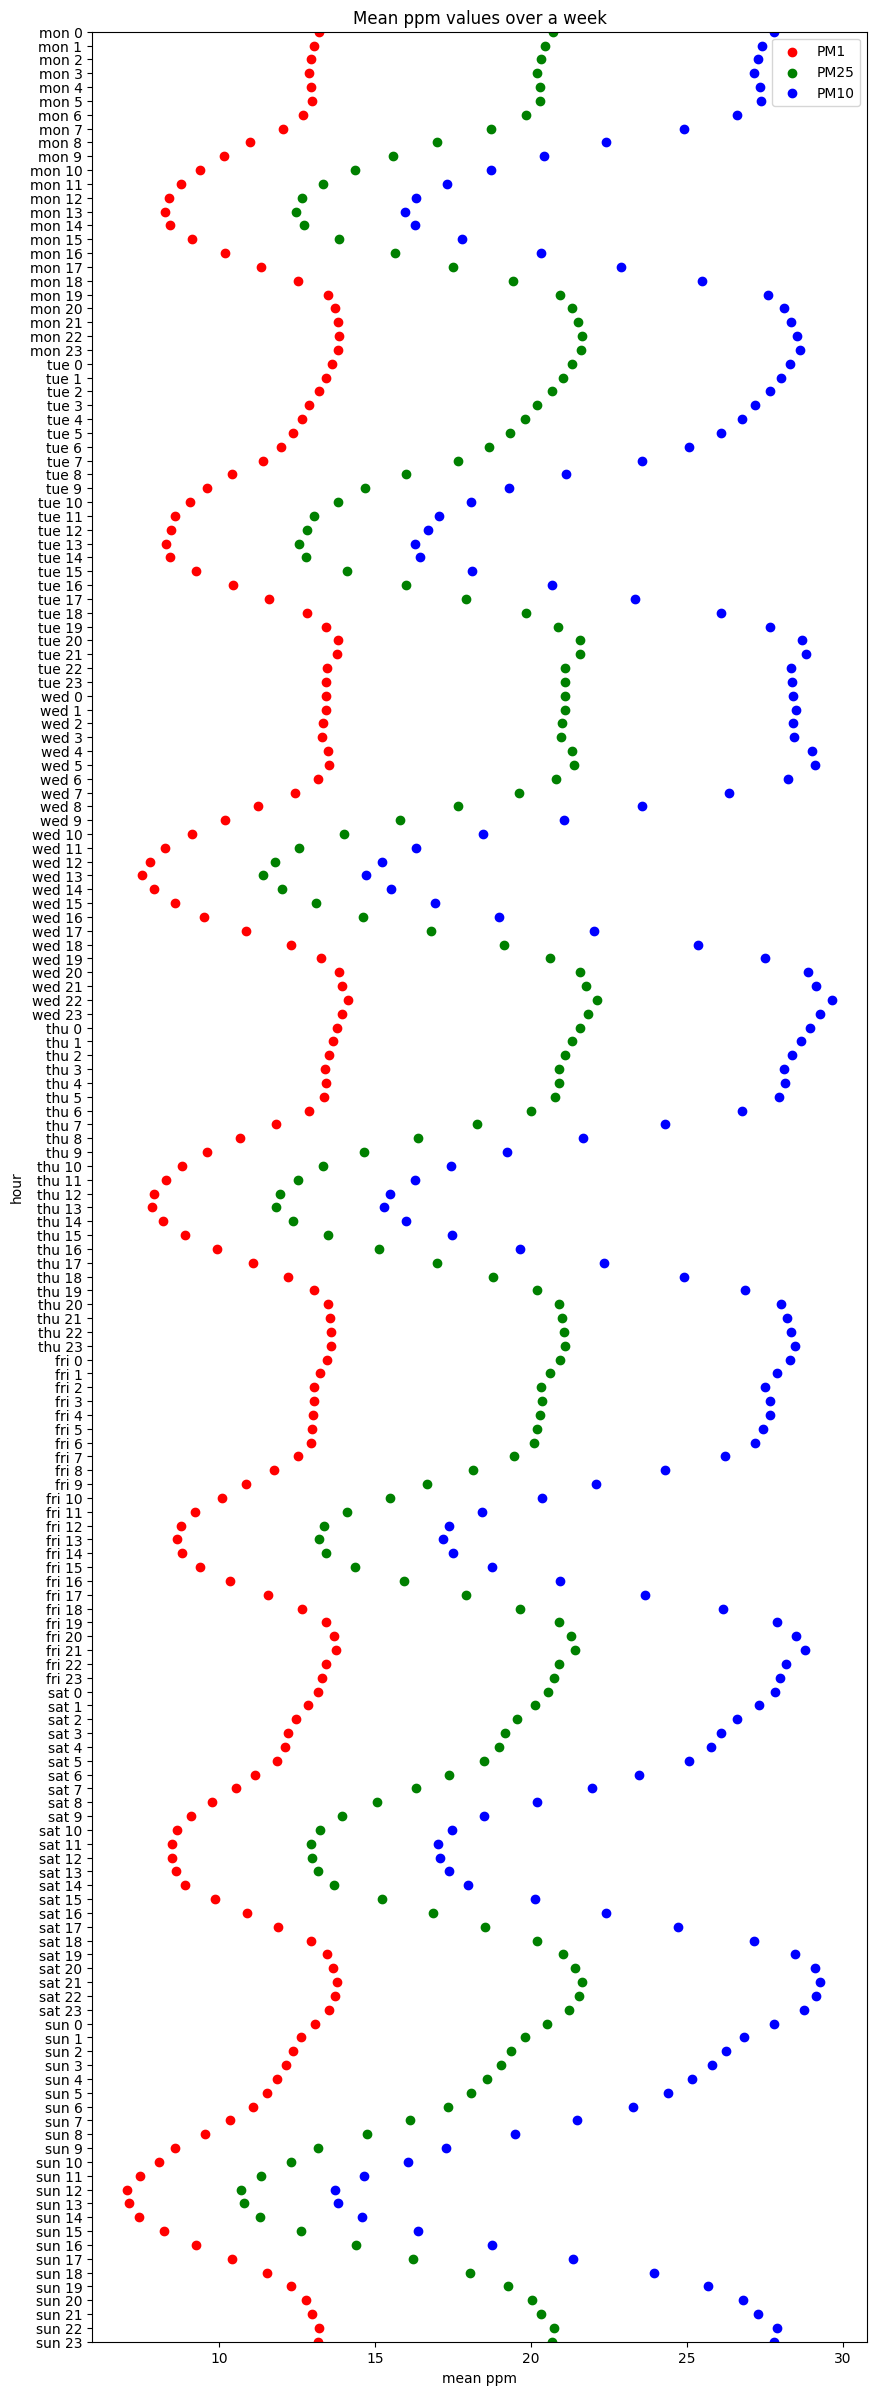 Mean ppm values over a week
PM1
PM25
PM10
mon 0
mon 1
mon 2
mon 3
mon 4
mon 5
mon 6
mon 7
mon 8
mon 9
mon 10
mon 11
mon 12
mon 13
mon 14
mon 15
mon 16
mon 17
mon 18
mon 19
mon 20
mon 21
mon 22
mon 23
tue 0
tue 1
tue 2
tue 3
tue 4
tue 5
tue 6
tue 7
tue 8
tue 9
tue 10
tue 11
tue 12
tue 13
tue 14
tue 15
tue 16
tue 17
tue 18
tue 19
tue 20
tue 21
tue 22
tue 23
wed 0
wed 1
wed 2
wed 3
wed 4
wed 5
wed 6
wed 7
wed 8
wed 9
wed 10
wed 11
wed 12
wed 13
wed 14
wed 15
wed 16
wed 17
wed 18
wed 19
wed 20
wed 21
wed 22
wed 23
thu 0
thu 1
thu 2
thu 3
thu 4
thu 5
thu 6
thu 7
thu 8
thu 9
thu 10
thu 11
thu 12
thu 13
thu 14
thu 15
thu 16
thu 17
thu 18
thu 19
thu 20
thu 21
thu 22
thu 23
fri 0
fri 1
fri 2
fri 3
fri 4
fri 5
fri 6
fri 7
fri 8
fri 9
fri 10
fri 11
fri 12
fri 13
fri 14
fri 15
fri 16
fri 17
fri 18
fri 19
fri 20
fri 21
fri 22
fri 23
sat 0
sat 1
sat 2
sat 3
sat 4
sat 5
sat 6
sat 7
sat 8
sat 9
sat 10
sat 11
sat 12
sat 13
sat 14
sat 15
sat 16
sat 17
sat 18
sat 19
sat 20
sat 21
sat 22
sat 23
sun 0
sun 1
sun 2
sun 3
sun 4
sun 5
sun 6
sun 7
sun 8
sun 9
sun 10
sun 11
sun 12
sun 13
sun 14
sun 15
sun 16
sun 17
sun 18
sun 19
sun 20
sun 21
sun 22
sun 23
hour
10
15
20
25
30
mean ppm